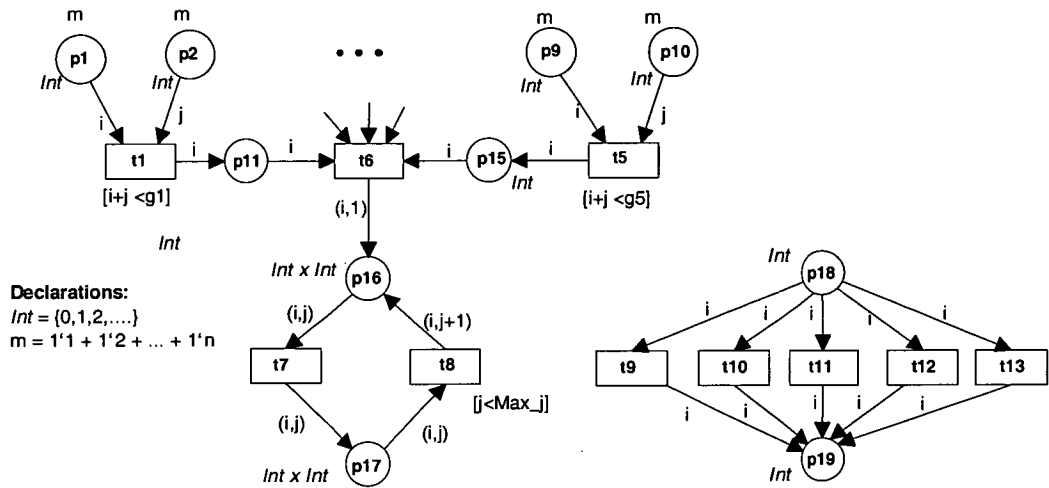 m m m m
p1 p2 • • • p9 p10
Int Int Int Int
i j i j
t1 i p11 i t6 i p15 i t5
Int
[i+j <g1] [i+j <g5]
(i,1)
Int
Int x Int p16 Int p18
Declarations:
Int = {0,1,2,....}
m = 1‘1 + 1‘2 + ... + 1‘n
(i,j) (i,j+1) i i i i i
t7 t8 t9 t10 t11 t12 t13
[j<Max_j]
(i,j) (i,j) i i i i i
Int x Int p17 Int p19